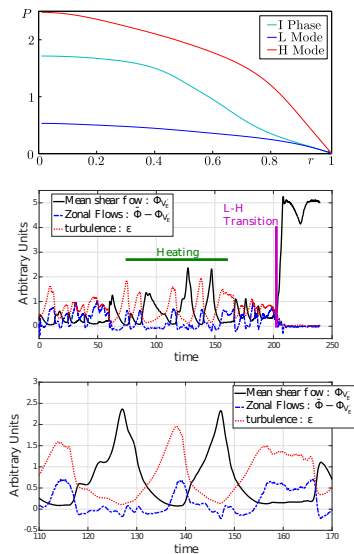 P
2
1
0
0
0.2
0.4
0.6
0.8
r
1
I Phase
L Mode
H Mode
Arbitrary Units
6
5
4
3
2
1
0
Mean shear flow : Φ_{V_E}
Zonal Flows : Φ̄ − Φ_{V_E}
turbulence : ε
L-H
Transition
Heating
0
50
100
150
200
250
time
Arbitrary Units
3
2.5
2
1.5
1
0.5
0
-0.5
Mean shear flow : Φ_{V_E}
Zonal Flows : Φ̄ − Φ_{V_E}
turbulence : ε
110
120
130
140
150
160
170
time